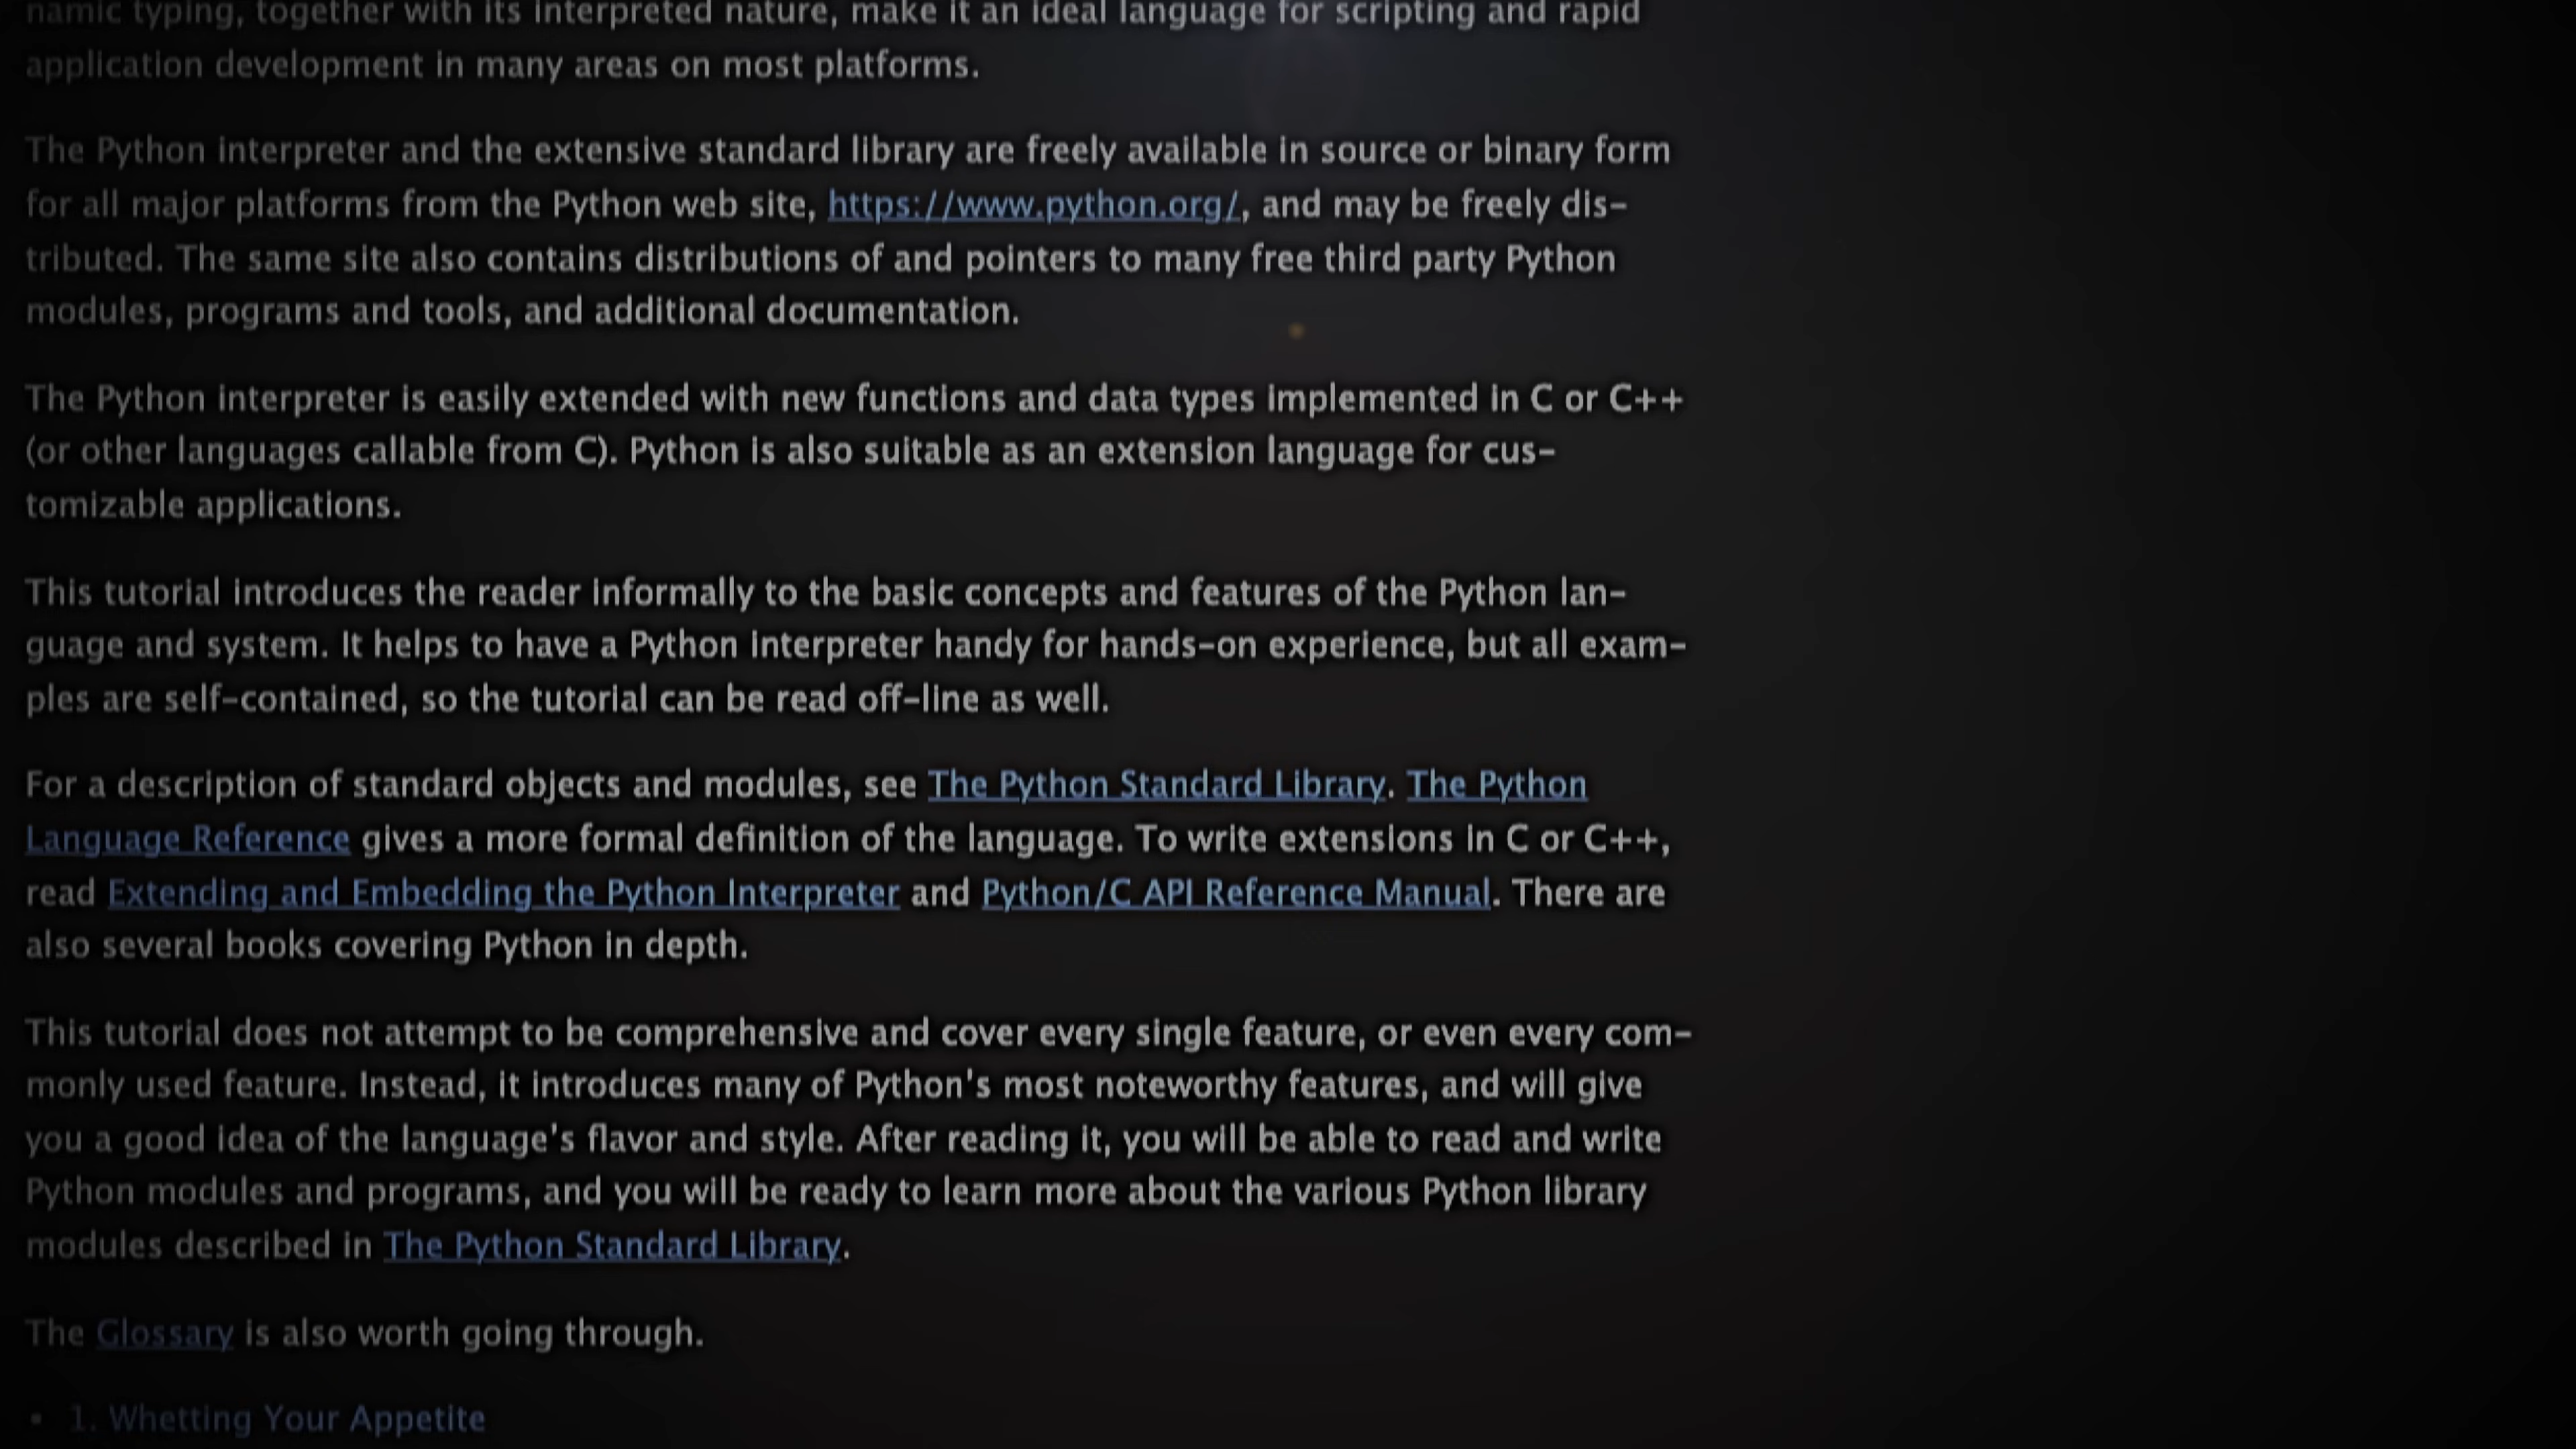 namic typing, together with its interpreted nature, make it an ideal language for scripting and rapid
application development in many areas on most platforms.
The Python interpreter and the extensive standard library are freely available in source or binary form
for all major platforms from the Python web site, https://www.python.org/, and may be freely dis-
tributed. The same site also contains distributions of and pointers to many free third party Python
modules, programs and tools, and additional documentation.
The Python interpreter is easily extended with new functions and data types implemented in C or C++
(or other languages callable from C). Python is also suitable as an extension language for cus-
tomizable applications.
This tutorial introduces the reader informally to the basic concepts and features of the Python lan-
guage and system. It helps to have a Python interpreter handy for hands-on experience, but all exam-
ples are self-contained, so the tutorial can be read off-line as well.
For a description of standard objects and modules, see The Python Standard Library. The Python
Language Reference gives a more formal definition of the language. To write extensions in C or C++,
read Extending and Embedding the Python Interpreter and Python/C API Reference Manual. There are
also several books covering Python in depth.
This tutorial does not attempt to be comprehensive and cover every single feature, or even every com-
monly used feature. Instead, it introduces many of Python's most noteworthy features, and will give
you a good idea of the language's flavor and style. After reading it, you will be able to read and write
Python modules and programs, and you will be ready to learn more about the various Python library
modules described in The Python Standard Library.
The Glossary is also worth going through.
• 1. Whetting Your Appetite